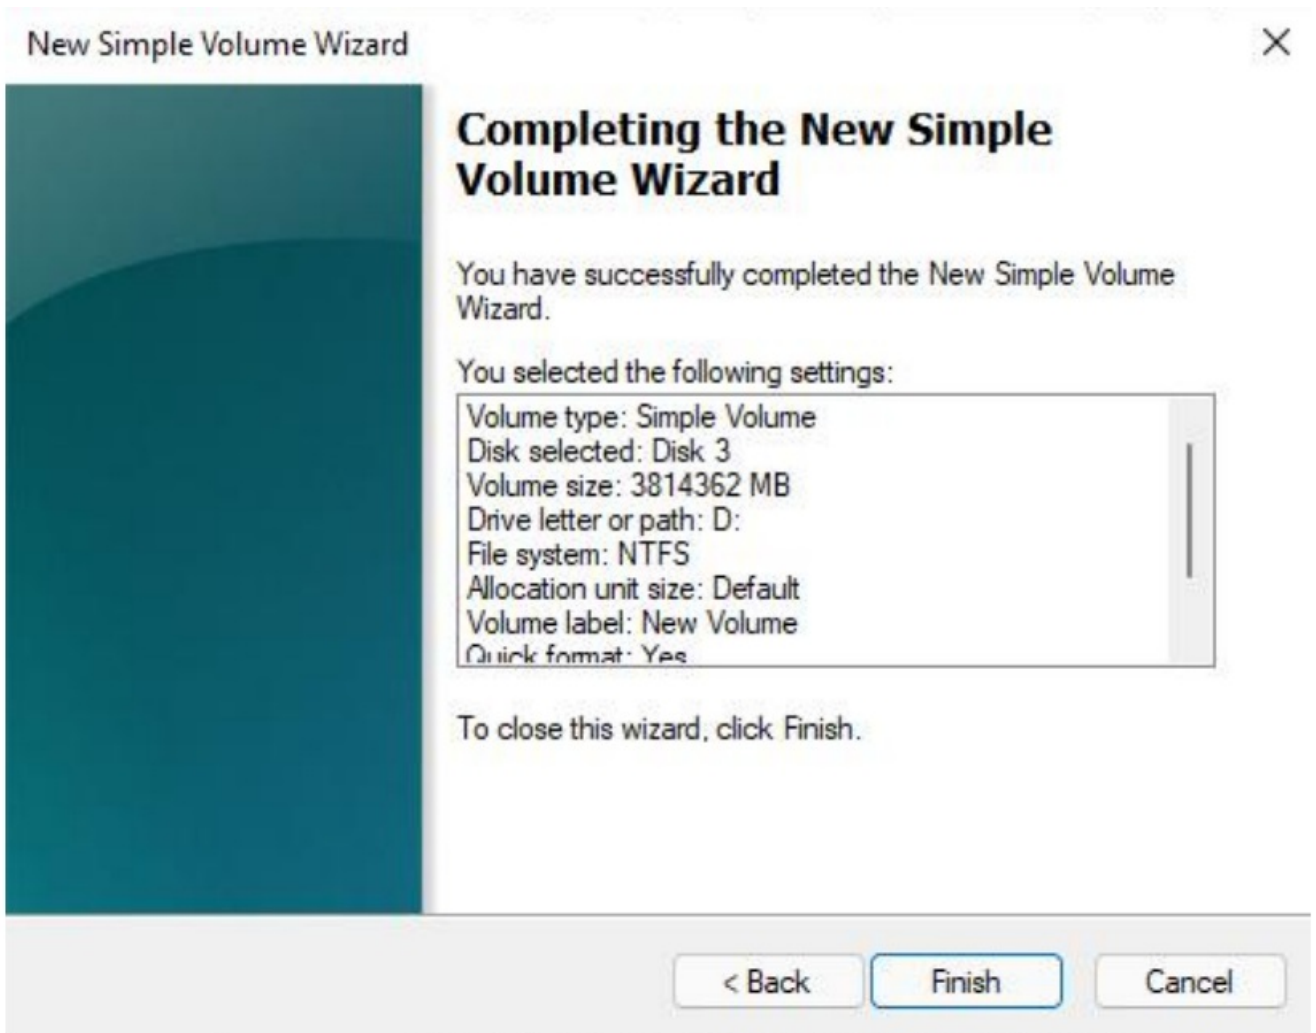 New Simple Volume Wizard
Completing the New Simple
Volume Wizard
You have successfully completed the New Simple Volume
Wizard.
You selected the following settings:
Volume type: Simple Volume
Disk selected: Disk 3
Volume size: 3814362 MB
Drive letter or path: D:
File system: NTFS
Allocation unit size: Default
Volume label: New Volume
Quick format: Yes
To close this wizard, click Finish.
< Back Finish Cancel